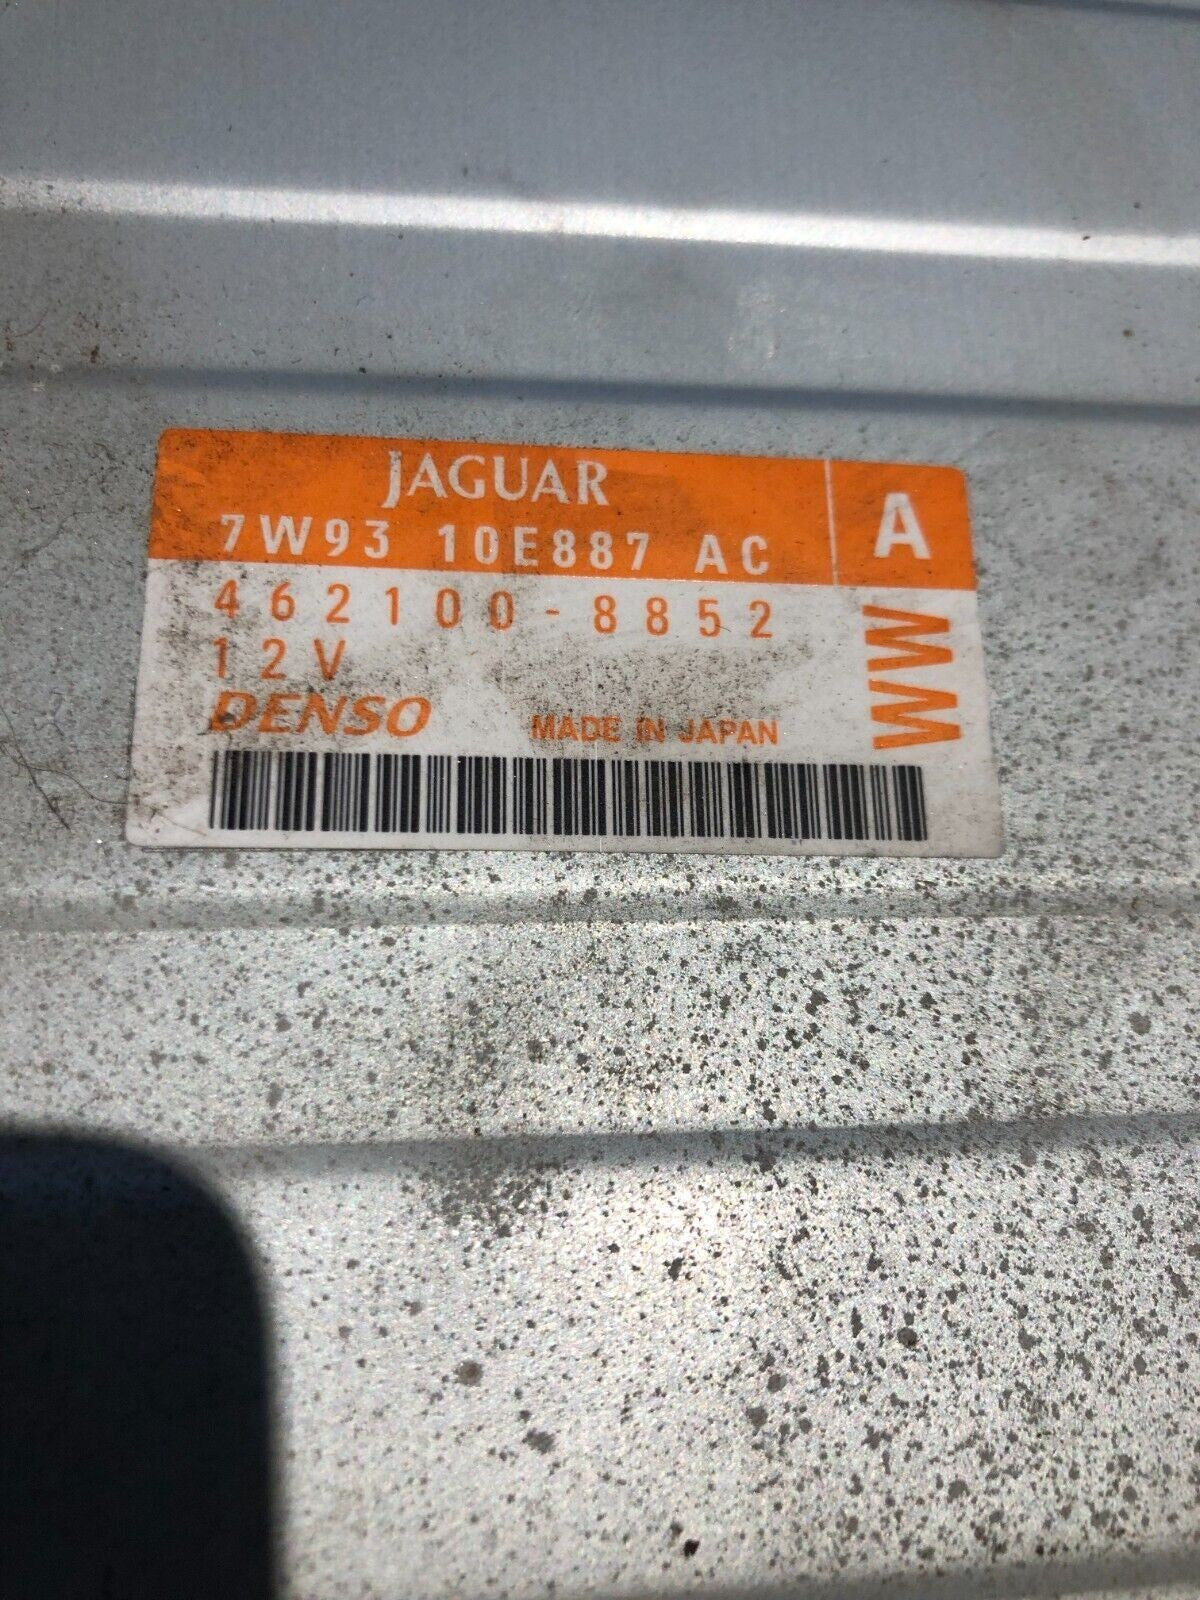 JAGUAR
7W93 10E887 AC
A
462100-8852
12V
WW
DENSO MADE IN JAPAN